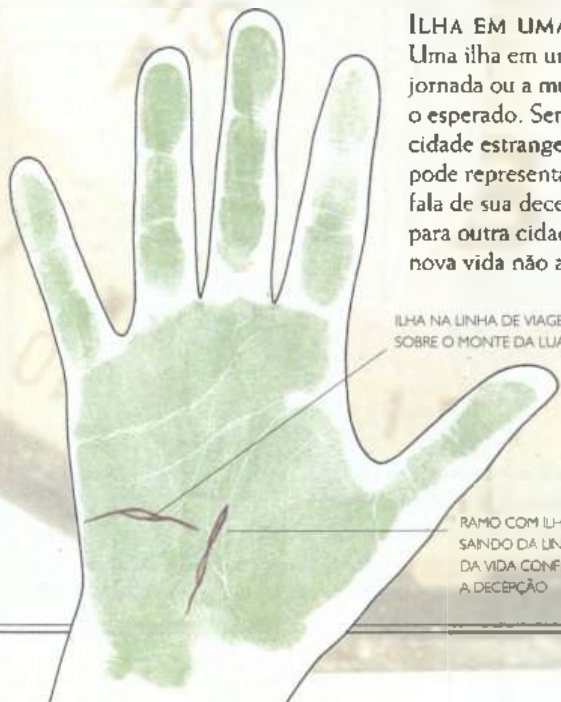 ILHA EM UMA
Uma ilha em u
jornada ou a mu
o esperado. Ser
cidade estrange
pode representa
fala de sua dece
para outra cidad
nova vida não a
ILHA NA LINHA DE VIAGE
SOBRE O MONTE DA LUA
RAMO COM ILH
SAINDO DA LIN
DA VIDA CONF
A DECEPÇÃO